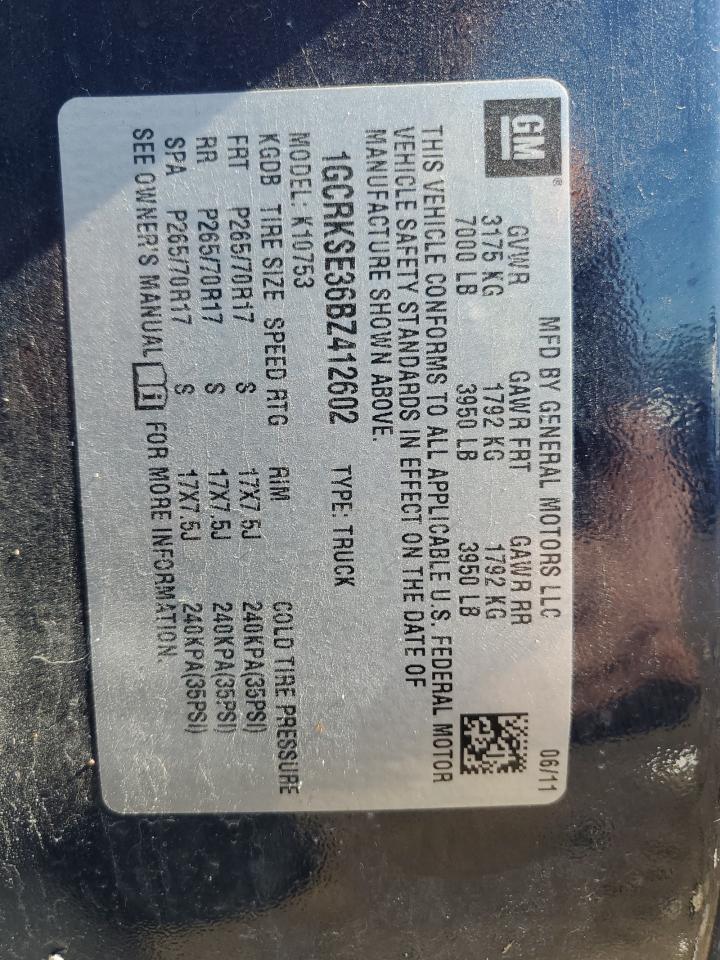 GM®
MFD BY GENERAL MOTORS LLC 06/11
GVWR GAWR FRT GAWR RR
3175 KG 1792 KG 1792 KG
7000 LB 3950 LB 3950 LB
THIS VEHICLE CONFORMS TO ALL APPLICABLE U.S. FEDERAL MOTOR
VEHICLE SAFETY STANDARDS IN EFFECT ON THE DATE OF
MANUFACTURE SHOWN ABOVE.
1GCRKSE36BZ412602 TYPE: TRUCK
MODEL: K10753
KGDB TIRE SIZE SPEED RTG RIM COLD TIRE PRESSURE
FRT P265/70R17 S 17X7.5J 240KPA(35PSI)
RR P265/70R17 S 17X7.5J 240KPA(35PSI)
SPA P265/70R17 S 17X7.5J 240KPA(35PSI)
SEE OWNER'S MANUAL FOR MORE INFORMATION.